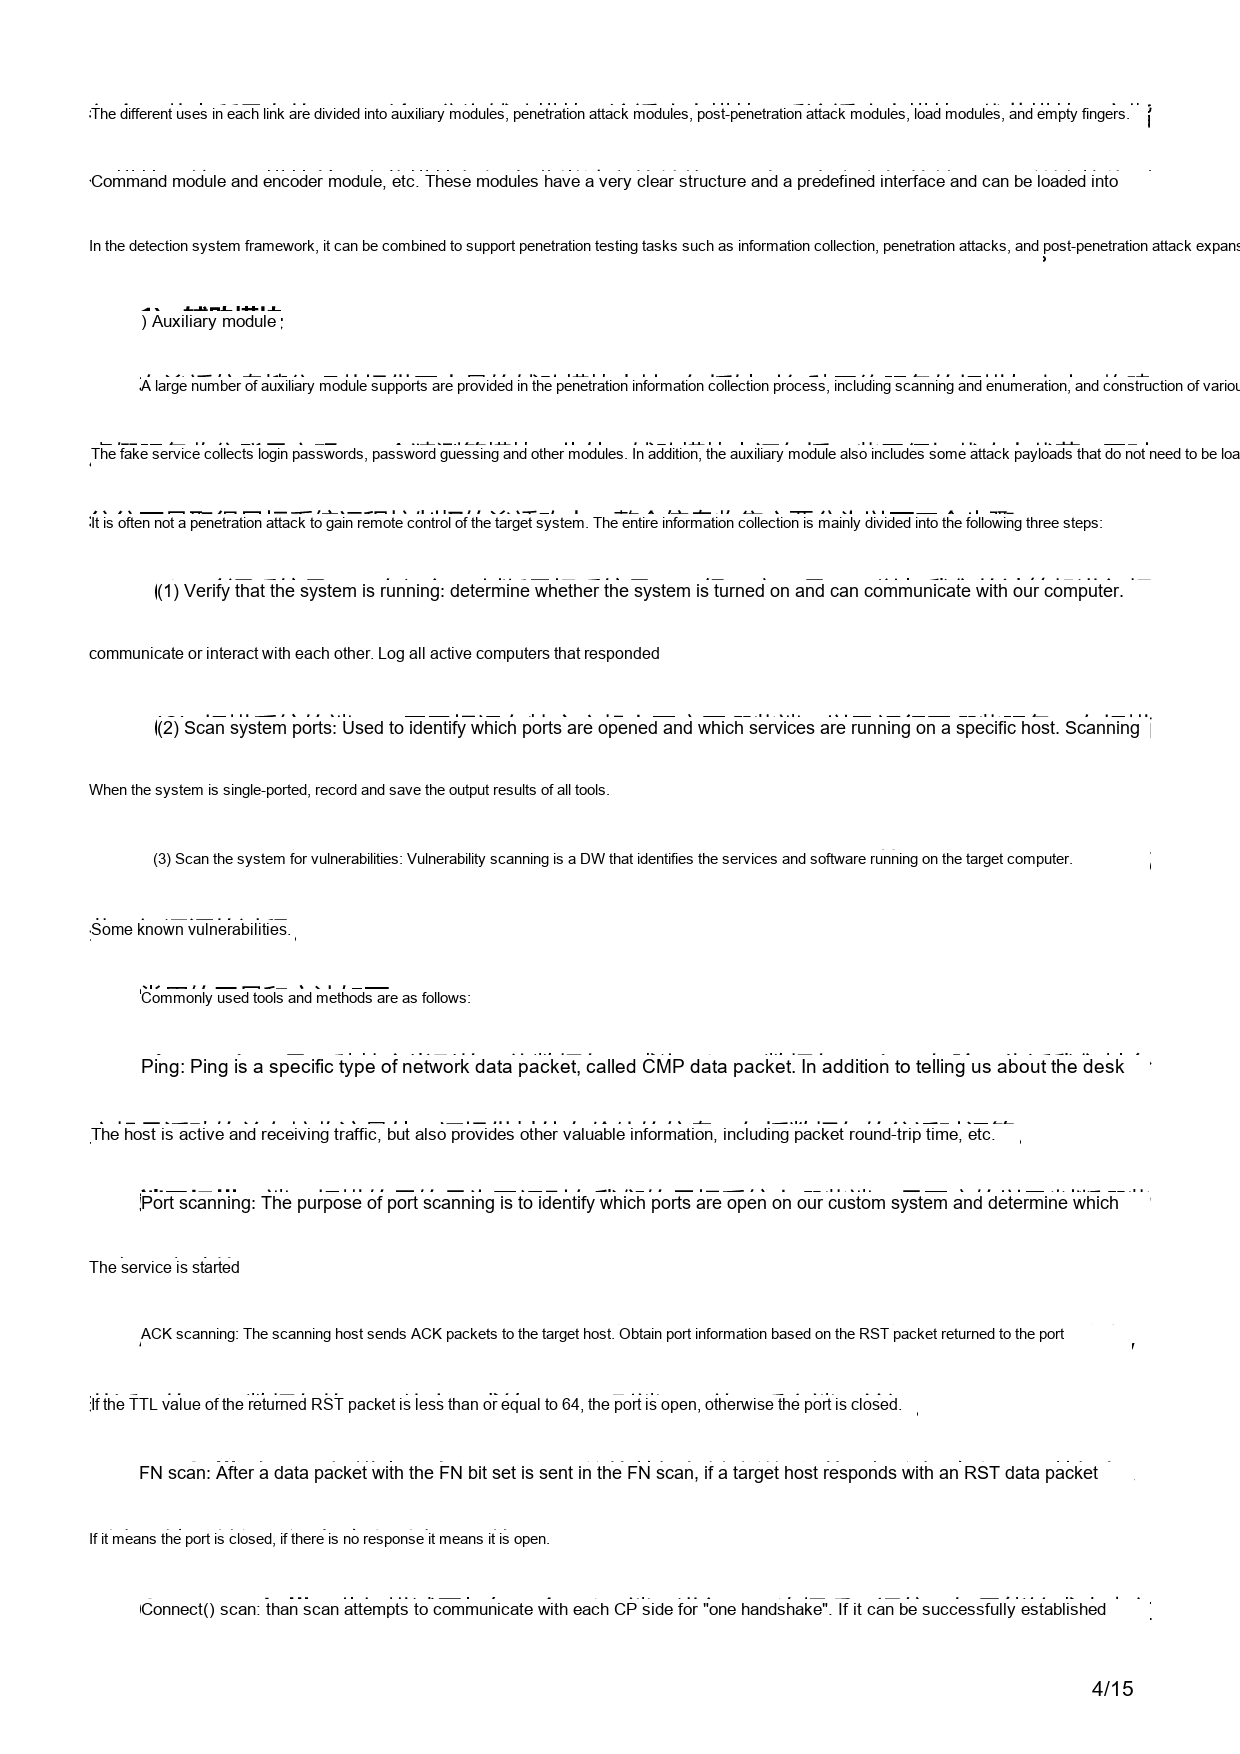 The different uses in each link are divided into auxiliary modules, penetration attack modules, post-penetration attack modules, load modules, and empty fingers.
Command module and encoder module, etc. These modules have a very clear structure and a predefined interface and can be loaded into
In the detection system framework, it can be combined to support penetration testing tasks such as information collection, penetration attacks, and post-penetration attack
) Auxiliary module
A large number of auxiliary module supports are provided in the penetration information collection process, including scanning and enumeration, and construction of
The fake service collects login passwords, password guessing and other modules. In addition, the auxiliary module also includes some attack payloads that do not need to be
It is often not a penetration attack to gain remote control of the target system. The entire information collection is mainly divided into the following three steps:
(1) Verify that the system is running: determine whether the system is turned on and can communicate with our computer.
communicate or interact with each other. Log all active computers that responded
(2) Scan system ports: Used to identify which ports are opened and which services are running on a specific host. Scanning
When the system is single-ported, record and save the output results of all tools.
(3) Scan the system for vulnerabilities: Vulnerability scanning is a DW that identifies the services and software running on the target computer.
Some known vulnerabilities.
Commonly used tools and methods are as follows:
Ping: Ping is a specific type of network data packet, called CMP data packet. In addition to telling us about the desk
The host is active and receiving traffic, but also provides other valuable information, including packet round-trip time, etc.
Port scanning: The purpose of port scanning is to identify which ports are open on our custom system and determine which
The service is started
ACK scanning: The scanning host sends ACK packets to the target host. Obtain port information based on the RST packet returned to the port
If the TTL value of the returned RST packet is less than or equal to 64, the port is open, otherwise the port is closed.
FN scan: After a data packet with the FN bit set is sent in the FN scan, if a target host responds with an RST data packet
If it means the port is closed, if there is no response it means it is open.
Connect() scan: than scan attempts to communicate with each CP side for "one handshake". If it can be successfully established
4/15